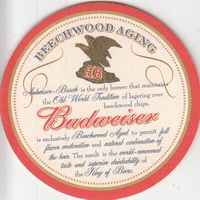 BEECHWOOD AGING
Anheuser-Busch is the only brewer that maintains
the Old World Tradition of lagering over
beechwood chips.
Budweiser
is exclusively Beechwood Aged to permit full
flavor maturation and natural carbonation of
the beer. The result is the world-renowned
taste and superior drinkability of
the King of Beers.